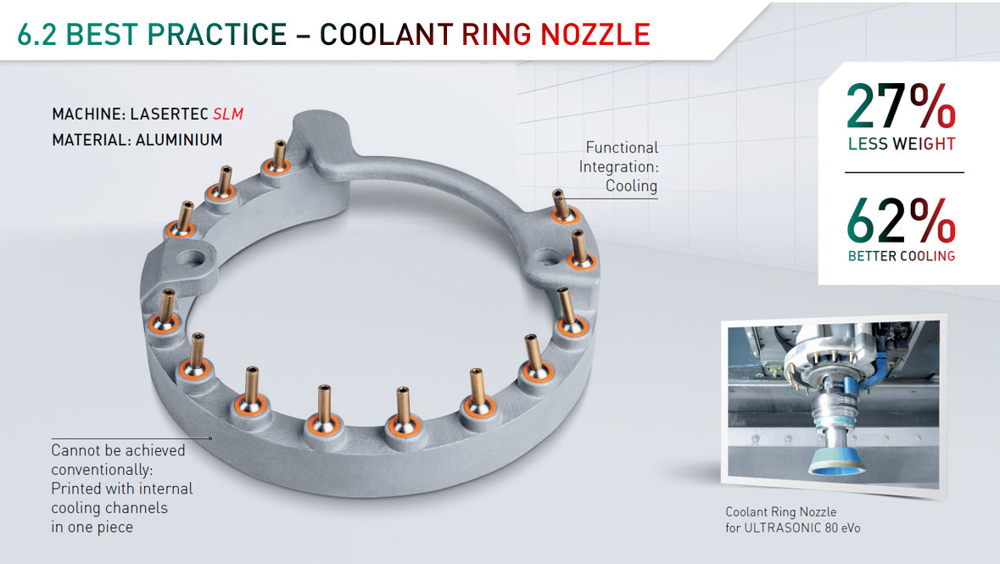 6.2 BEST PRACTICE – COOLANT RING NOZZLE
MACHINE: LASERTEC SLM
MATERIAL: ALUMINIUM
Functional
Integration:
Cooling
27%
LESS WEIGHT
62%
BETTER COOLING
Cannot be achieved
conventionally:
Printed with internal
cooling channels
in one piece
Coolant Ring Nozzle
for ULTRASONIC 80 eVo